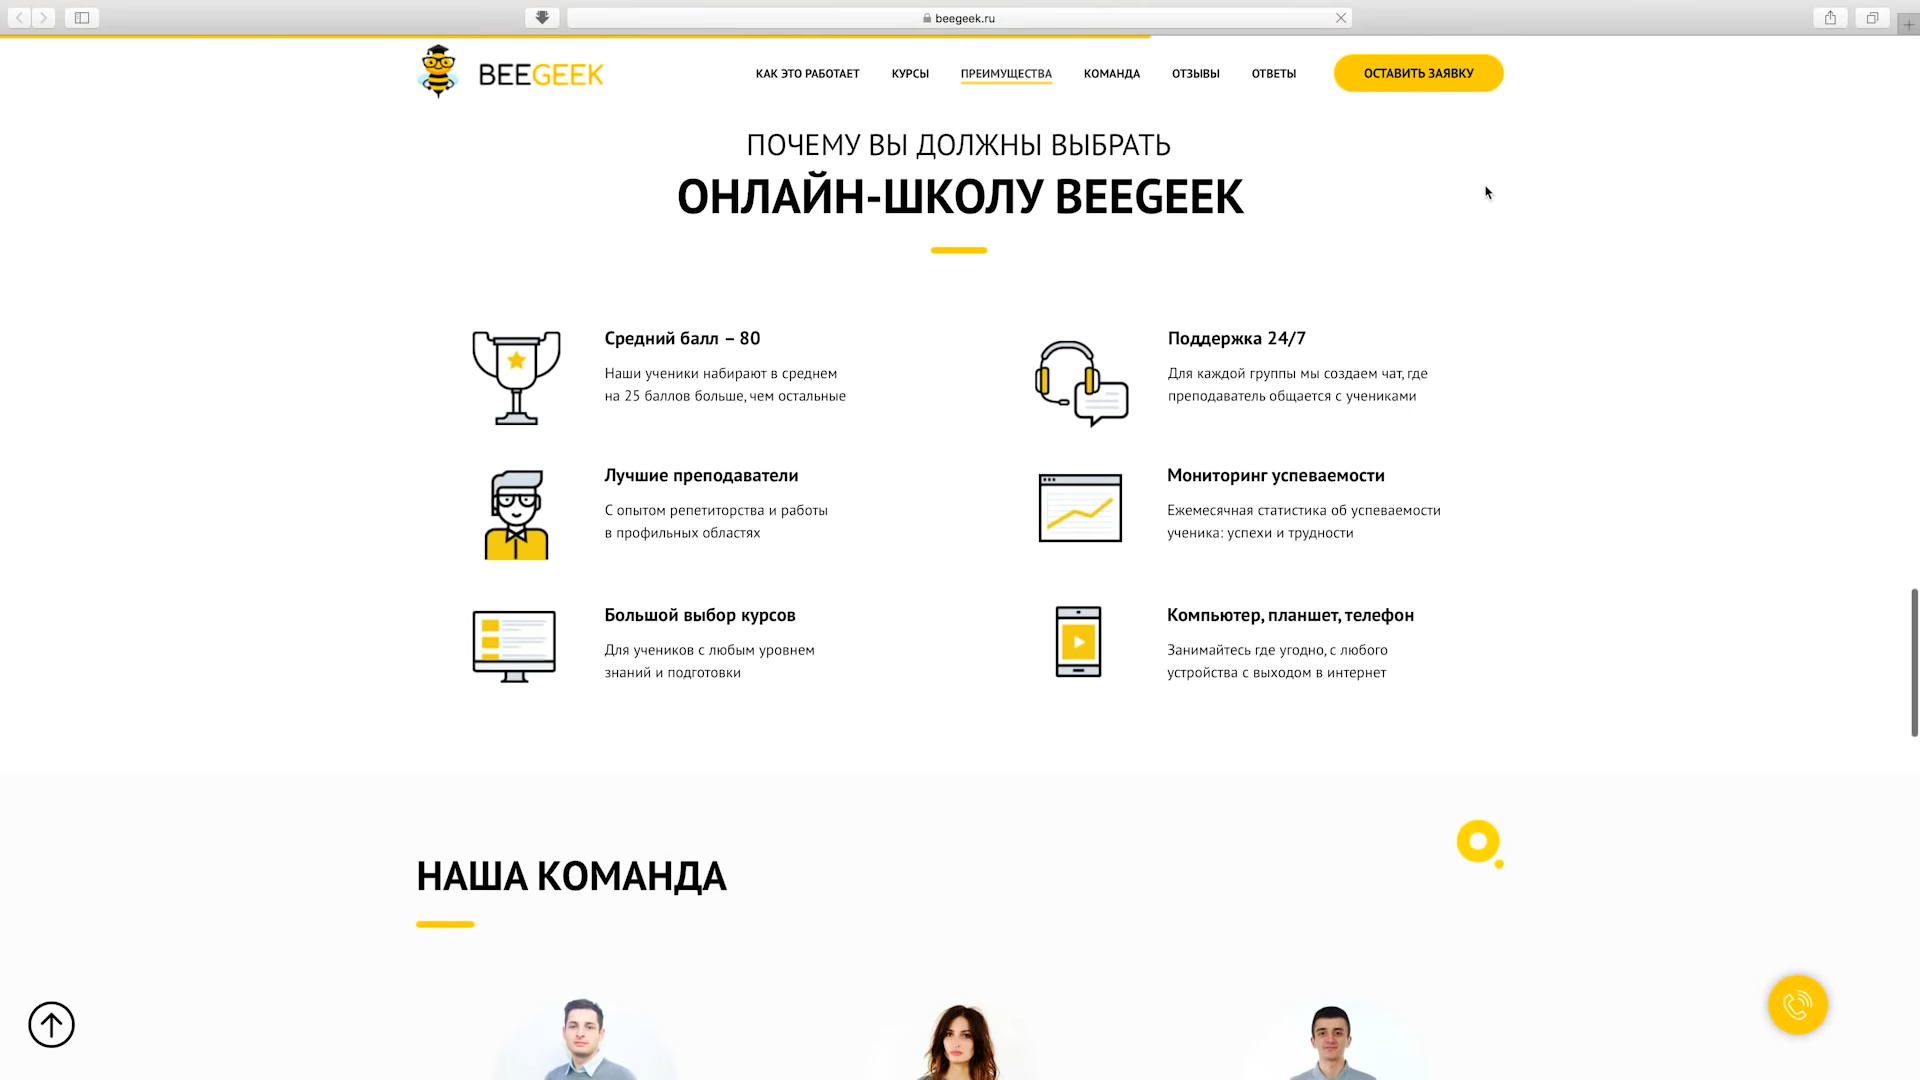 beegeek.ru
BEEGEEK
КАК ЭТО РАБОТАЕТ
КУРСЫ
ПРЕИМУЩЕСТВА
КОМАНДА
ОТЗЫВЫ
ОТВЕТЫ
ОСТАВИТЬ ЗАЯВКУ
ПОЧЕМУ ВЫ ДОЛЖНЫ ВЫБРАТЬ
ОНЛАЙН-ШКОЛУ BEEGEEK
Средний балл – 80
Наши ученики набирают в среднем
на 25 баллов больше, чем остальные
Поддержка 24/7
Для каждой группы мы создаем чат, где
преподаватель общается с учениками
Лучшие преподаватели
С опытом репетиторства и работы
в профильных областях
Мониторинг успеваемости
Ежемесячная статистика об успеваемости
ученика: успехи и трудности
Большой выбор курсов
Для учеников с любым уровнем
знаний и подготовки
Компьютер, планшет, телефон
Занимайтесь где угодно, с любого
устройства с выходом в интернет
НАША КОМАНДА